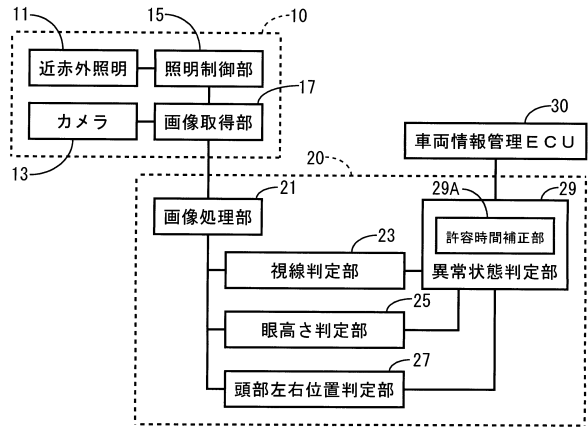 11
15
10
近赤外照明
照明制御部
17
カメラ
画像取得部
30
13
車両情報管理ECU
20
29A
29
21
画像処理部
許容時間補正部
23
視線判定部
異常状態判定部
25
眼高さ判定部
27
頭部左右位置判定部